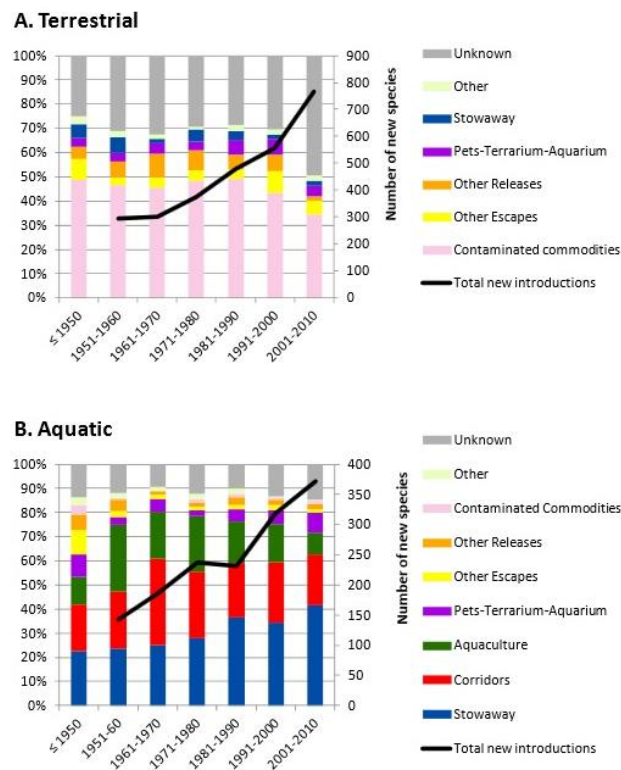 A. Terrestrial
100%
90%
80%
70%
60%
50%
40%
30%
20%
10%
0%
900
800
700
600
500
400
300
200
100
0
Number of new species
≤ 1950
1951-1960
1961-1970
1971-1980
1981-1990
1991-2000
2001-2010
Unknown
Other
Stowaway
Pets-Terrarium-Aquarium
Other Releases
Other Escapes
Contaminated commodities
Total new introductions
B. Aquatic
100%
90%
80%
70%
60%
50%
40%
30%
20%
10%
0%
400
350
300
250
200
150
100
50
0
Number of new species
≤ 1950
1951-60
1961-1970
1971-1980
1981-1990
1991-2000
2001-2010
Unknown
Other
Contaminated Commodities
Other Releases
Other Escapes
Pets-Terrarium-Aquarium
Aquaculture
Corridors
Stowaway
Total new introductions